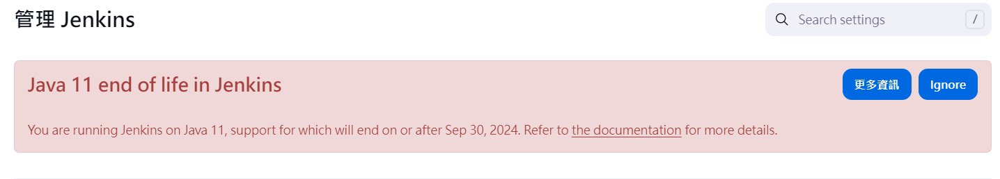 管理 Jenkins
Search settings /
Java 11 end of life in Jenkins
更多資訊 Ignore
You are running Jenkins on Java 11, support for which will end on or after Sep 30, 2024. Refer to the documentation for more details.